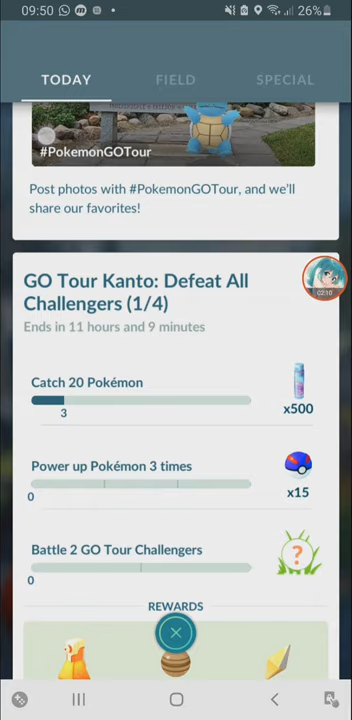 09:50
26%
TODAY
FIELD
SPECIAL
#PokemonGOTour
Post photos with #PokemonGOTour, and we'll
share our favorites!
GO Tour Kanto: Defeat All
Challengers (1/4)
Ends in 11 hours and 9 minutes
02:10
Catch 20 Pokémon
3
x500
Power up Pokémon 3 times
0
x15
Battle 2 GO Tour Challengers
0
?
REWARDS